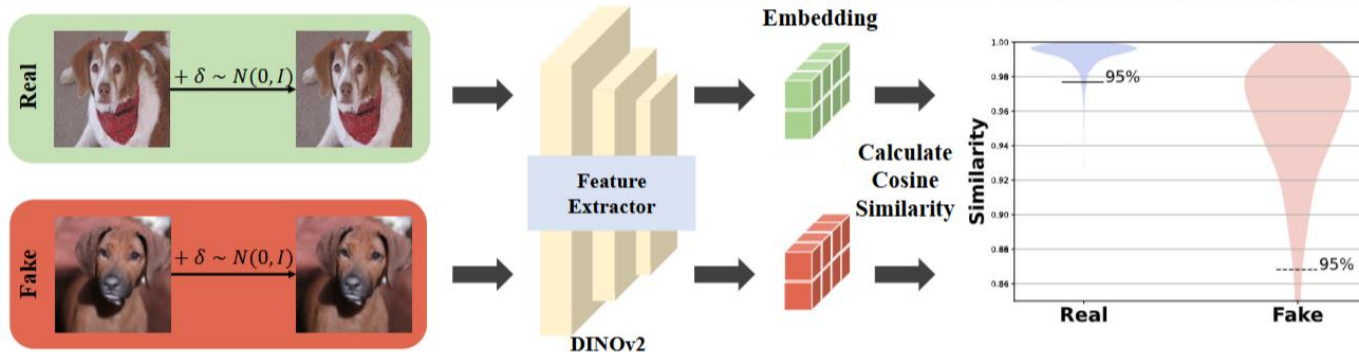 Real
+ δ ~ N(0, I)
Fake
+ δ ~ N(0, I)
Feature
Extractor
DINOv2
Embedding
Calculate
Cosine
Similarity
Similarity
1.00
0.98
0.96
0.94
0.92
0.90
0.88
0.86
95%
95%
Real
Fake